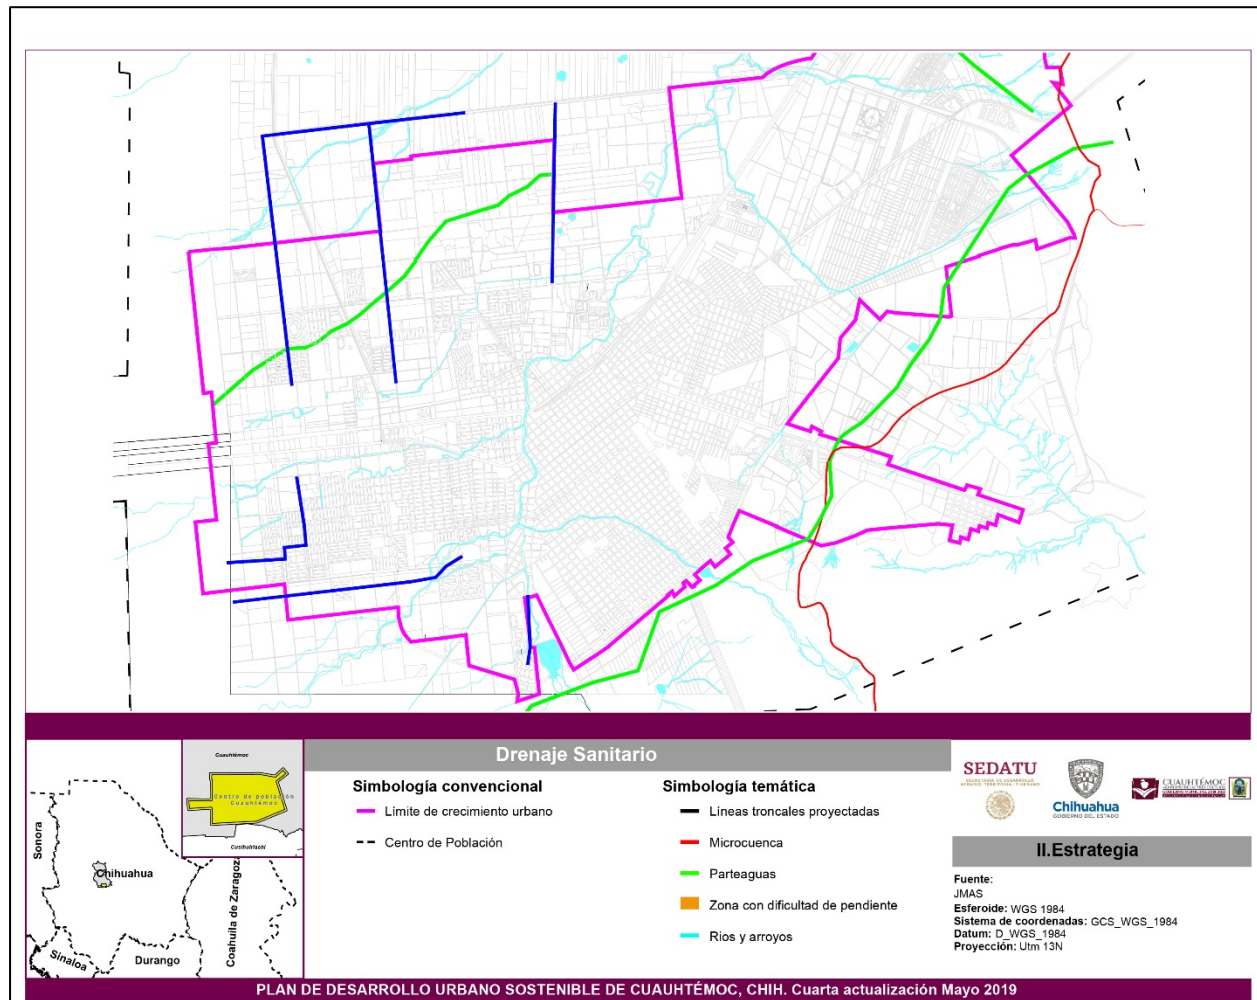 Drenaje Sanitario
Simbología convencional
Límite de crecimiento urbano
Centro de Población
Simbología temática
Líneas troncales proyectadas
Microcuenca
Parteaguas
Zona con dificultad de pendiente
Rios y arroyos
Sonora
Chihuahua
Coahuila de Zaragoza
Sinaloa
Durango
Cuauhtémoc
Centro de población
Cuauhtémoc
Cusihuiriachi
SEDATU
Chihuahua
GOBIERNO DEL ESTADO
CUAUHTÉMOC
II.Estrategia
Fuente:
JMAS
Esferoide: WGS 1984
Sistema de coordenadas: GCS_WGS_1984
Datum: D_WGS_1984
Proyección: Utm 13N
PLAN DE DESARROLLO URBANO SOSTENIBLE DE CUAUHTÉMOC, CHIH. Cuarta actualización Mayo 2019